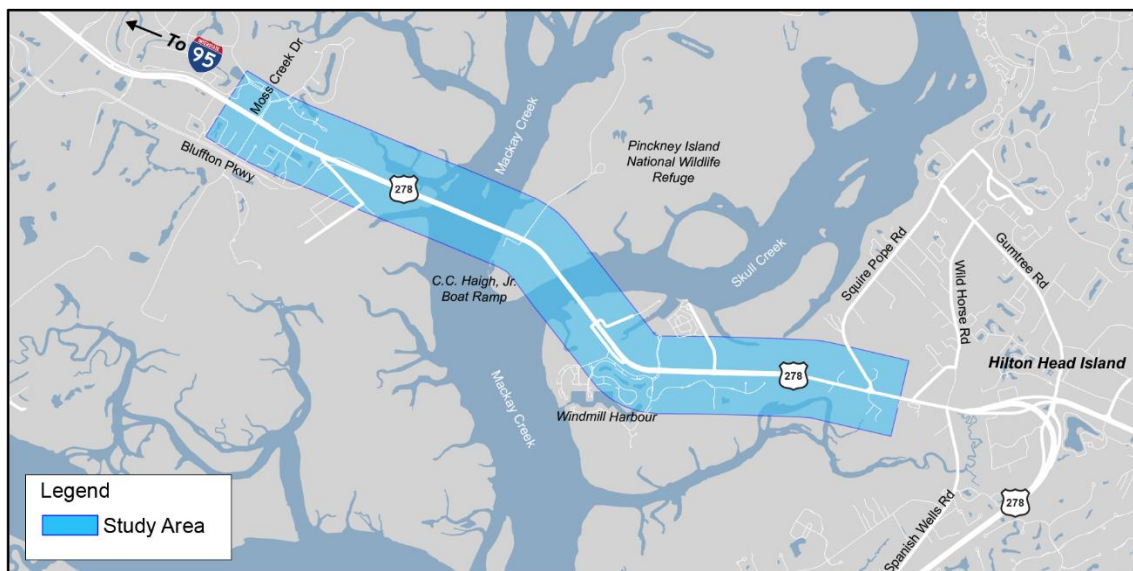 To
INTERSTATE
95
Moss Creek Dr
Bluffton Pkwy
278
Mackay Creek
Pinckney Island
National Wildlife
Refuge
Skull Creek
C.C. Haigh, Jr.
Boat Ramp
Squire Pope Rd
Wild Horse Rd
Gumtree Rd
Hilton Head Island
278
Windmill Harbour
Mackay Creek
Spanish Wells Rd
278
Legend
Study Area